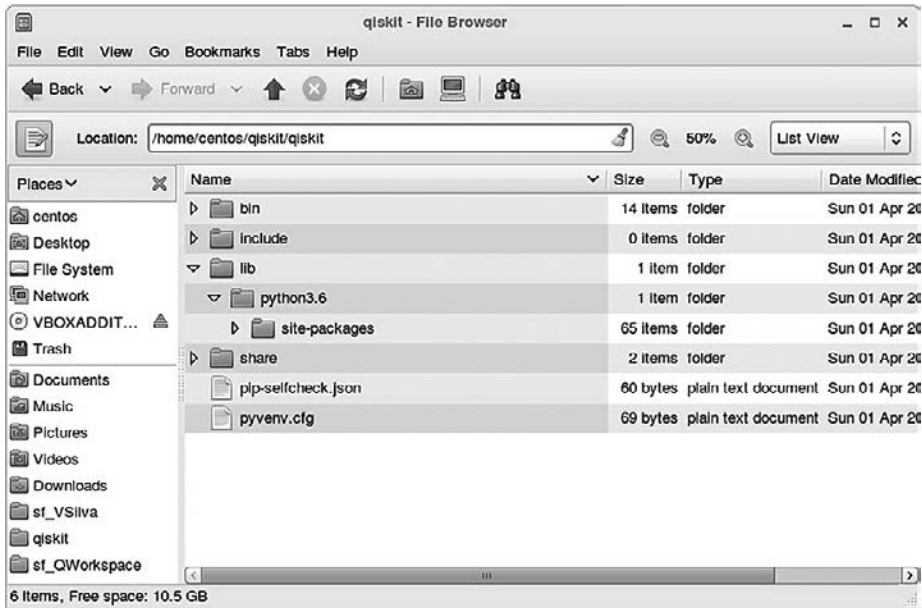 qiskit - File Browser
File Edit View Go Bookmarks Tabs Help
Back Forward
Location: /home/centos/qiskit/qiskit 50% List View
Places
centos
Desktop
File System
Network
VBOXADDIT...
Trash
Documents
Music
Pictures
Videos
Downloads
sf_VSilva
qiskit
sf_QWorkspace
Name Size Type Date Modified
bin 14 items folder Sun 01 Apr 20
include 0 items folder Sun 01 Apr 20
lib 1 item folder Sun 01 Apr 20
python3.6 1 item folder Sun 01 Apr 20
site-packages 65 items folder Sun 01 Apr 20
share 2 items folder Sun 01 Apr 20
pip-selfcheck.json 60 bytes plain text document Sun 01 Apr 20
pyvenv.cfg 69 bytes plain text document Sun 01 Apr 20
6 items, Free space: 10.5 GB